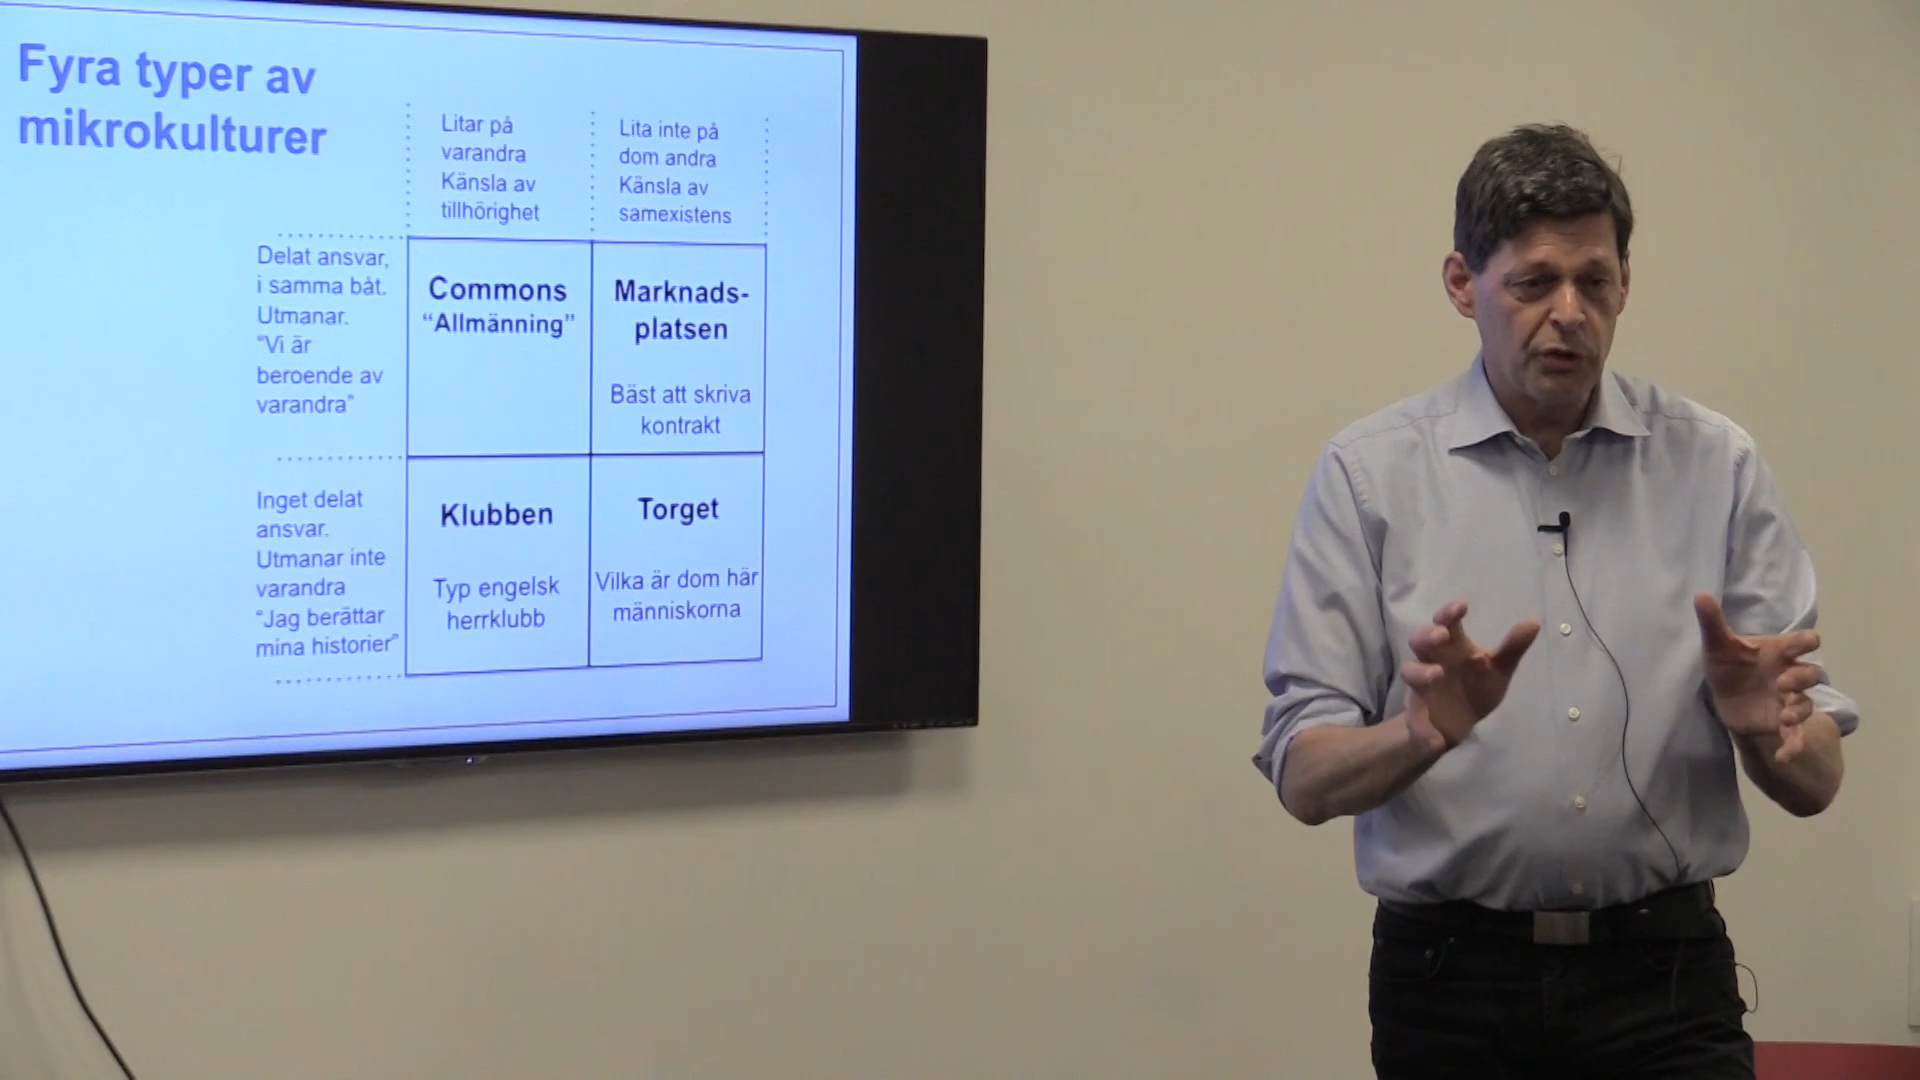 Fyra typer av
mikrokulturer
Litar på
varandra
Känsla av
tillhörighet
Lita inte på
dom andra
Känsla av
samexistens
Delat ansvar,
i samma båt.
Utmanar.
“Vi är
beroende av
varandra”
Commons
“Allmänning”
Marknads-
platsen
Bäst att skriva
kontrakt
Inget delat
ansvar.
Utmanar inte
varandra
“Jag berättar
mina historier”
Klubben
Typ engelsk
herrklubb
Torget
Vilka är dom här
människorna